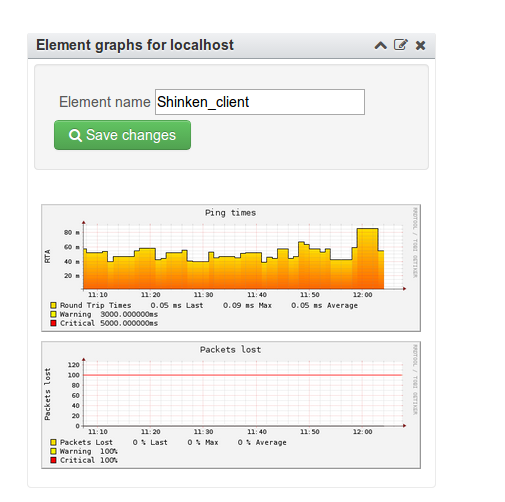 Element graphs for localhost
Element name Shinken_client
Save changes
Ping times
80 m
60 m
40 m
20 m
RTA
11:10 11:20 11:30 11:40 11:50 12:00
Round Trip Times 0.05 ms Last 0.09 ms Max 0.05 ms Average
Warning 3000.000000ms
Critical 5000.000000ms
RRDTOOL / TOBI OETIKER
Packets lost
120
100
80
60
40
20
0
Packets lost
11:10 11:20 11:30 11:40 11:50 12:00
Packets Lost 0 % Last 0 % Max 0 % Average
Warning 100%
Critical 100%
RRDTOOL / TOBI OETIKER